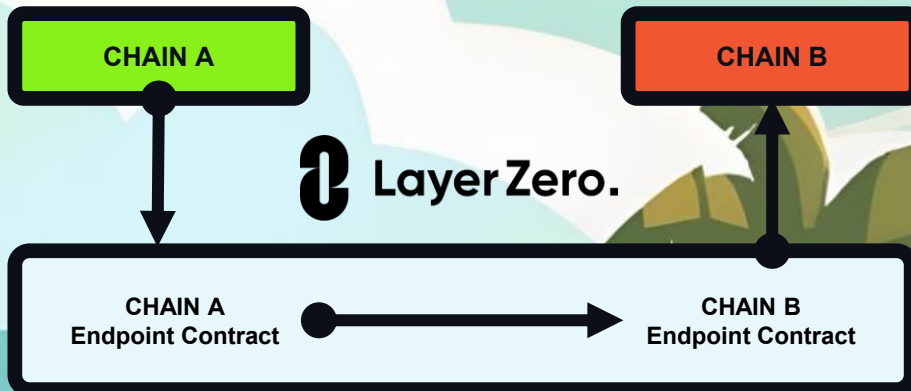 CHAIN A
CHAIN B
LayerZero.
CHAIN A
Endpoint Contract
CHAIN B
Endpoint Contract